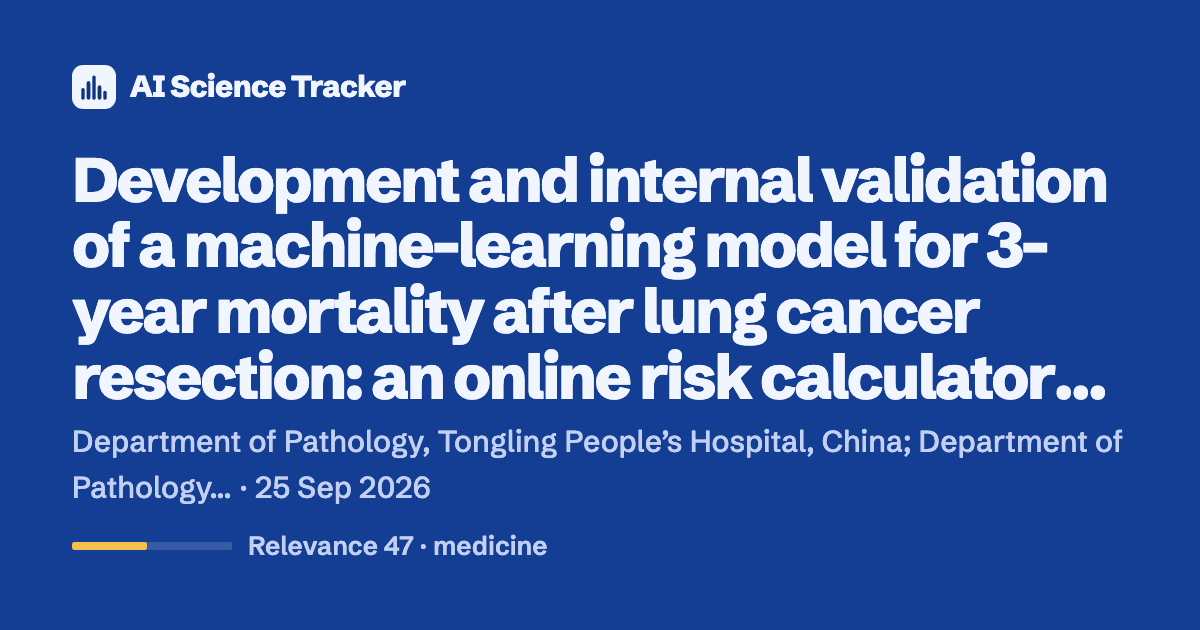 AI Science Tracker
Development and internal validation
of a machine-learning model for 3-
year mortality after lung cancer
resection: an online risk calculator...
Department of Pathology, Tongling People’s Hospital, China; Department of
Pathology... · 25 Sep 2026
Relevance 47 · medicine